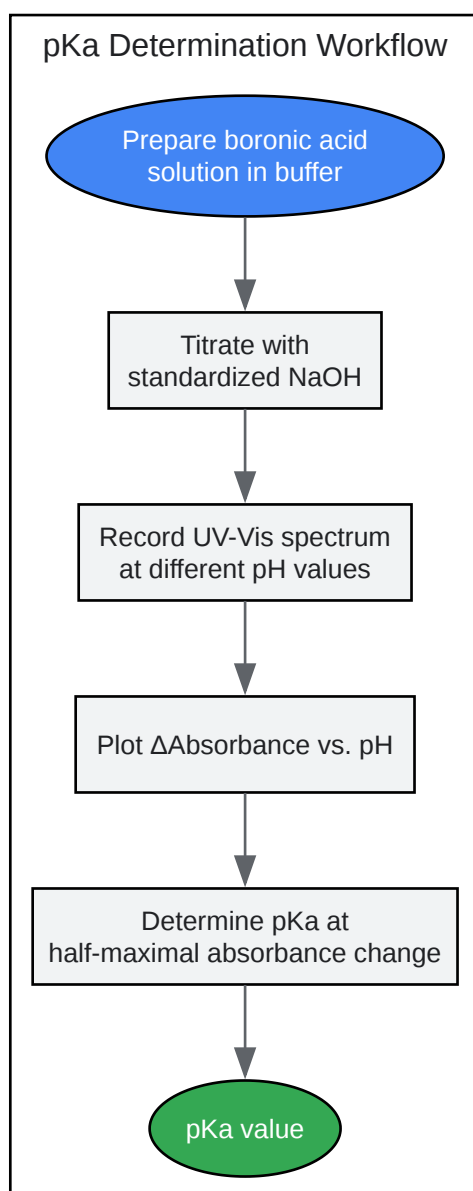 pKa Determination Workflow
Prepare boronic acid
solution in buffer
Titrate with
standardized NaOH
Record UV-Vis spectrum
at different pH values
Plot ΔAbsorbance vs. pH
Determine pKa at
half-maximal absorbance change
pKa value